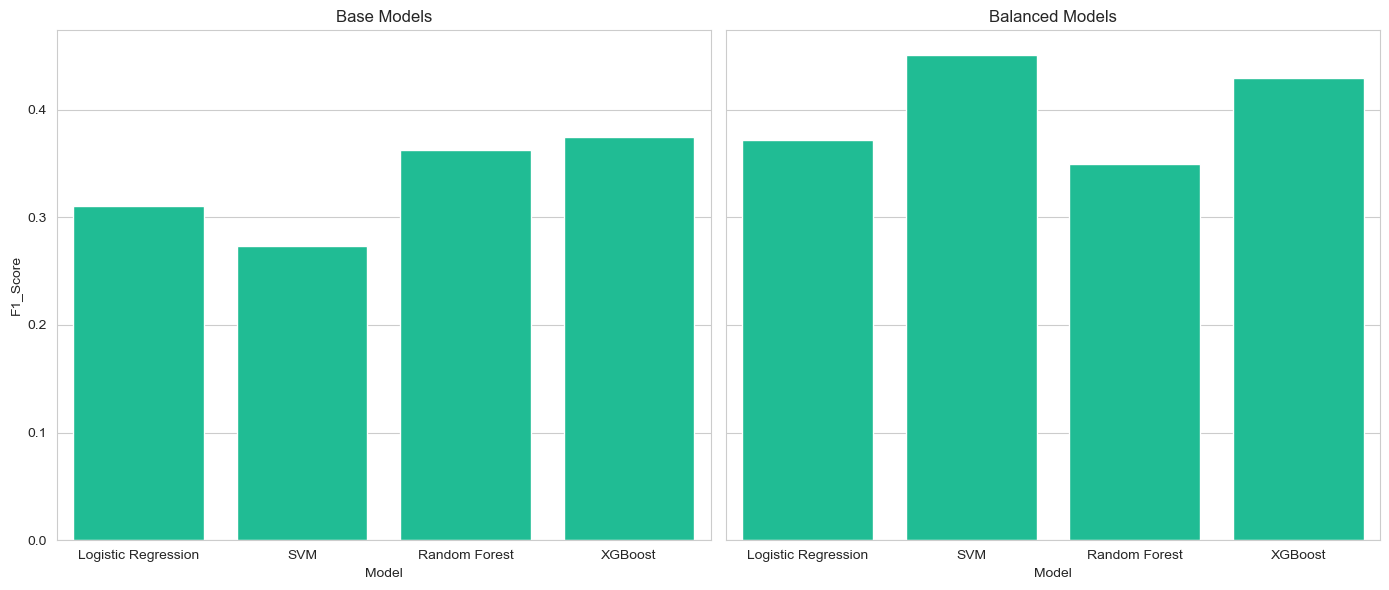 Base Models
Balanced Models
F1_Score
0.4
0.3
0.2
0.1
0.0
Logistic Regression SVM Random Forest XGBoost
Model
Logistic Regression SVM Random Forest XGBoost
Model